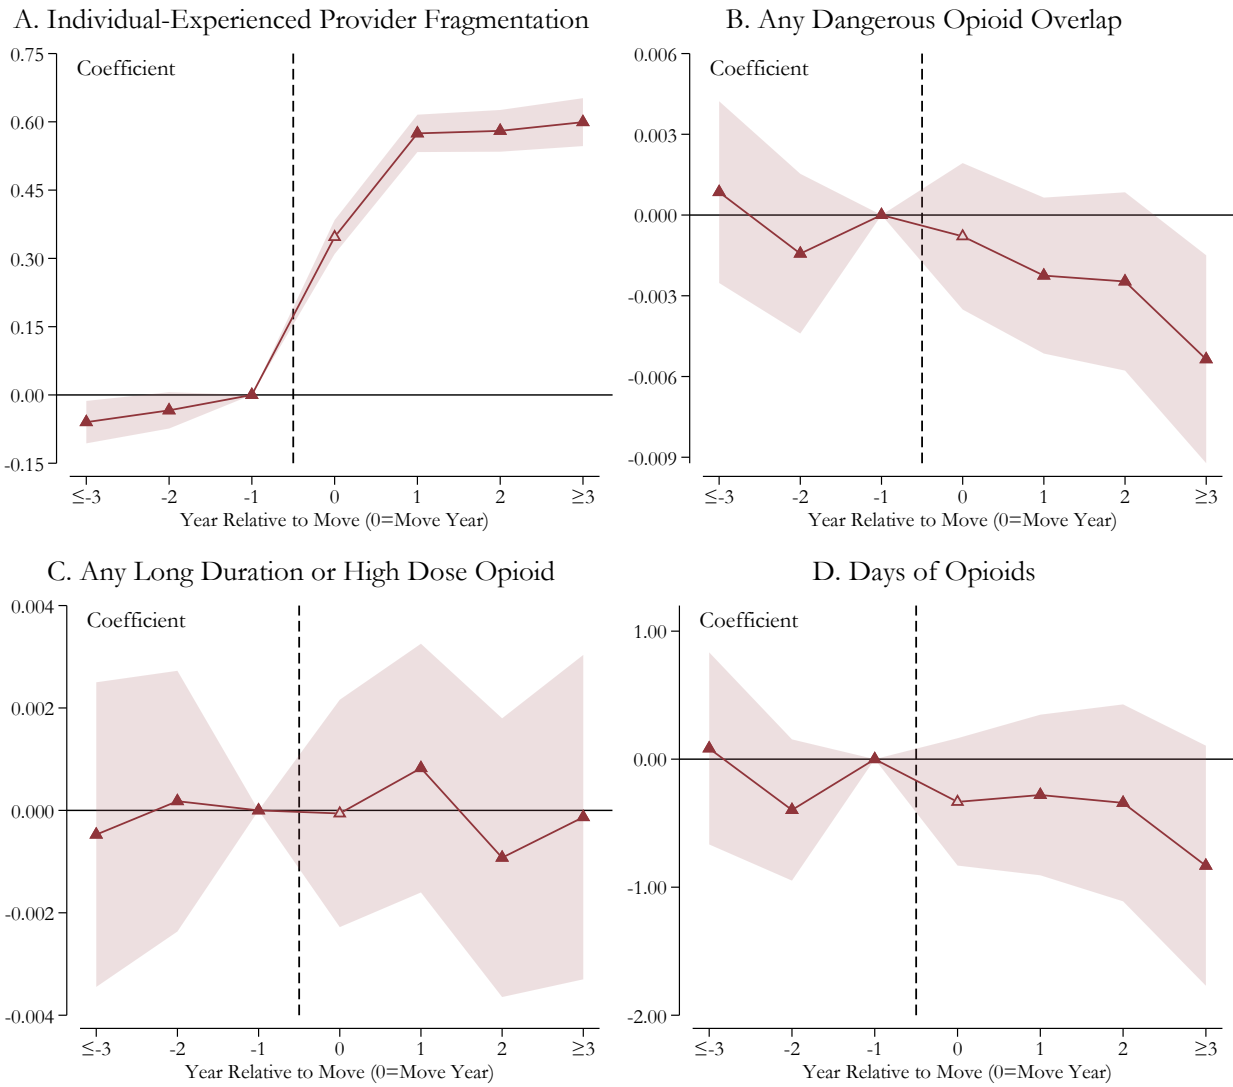 A. Individual-Experienced Provider Fragmentation
Coefficient
0.75
0.60
0.45
0.30
0.15
0.00
-0.15
≤-3 -2 -1 0 1 2 ≥3
Year Relative to Move (0=Move Year)
B. Any Dangerous Opioid Overlap
Coefficient
0.006
0.003
0.000
-0.003
-0.006
-0.009
≤-3 -2 -1 0 1 2 ≥3
Year Relative to Move (0=Move Year)
C. Any Long Duration or High Dose Opioid
Coefficient
0.004
0.002
0.000
-0.002
-0.004
≤-3 -2 -1 0 1 2 ≥3
Year Relative to Move (0=Move Year)
D. Days of Opioids
Coefficient
1.00
0.00
-1.00
-2.00
≤-3 -2 -1 0 1 2 ≥3
Year Relative to Move (0=Move Year)